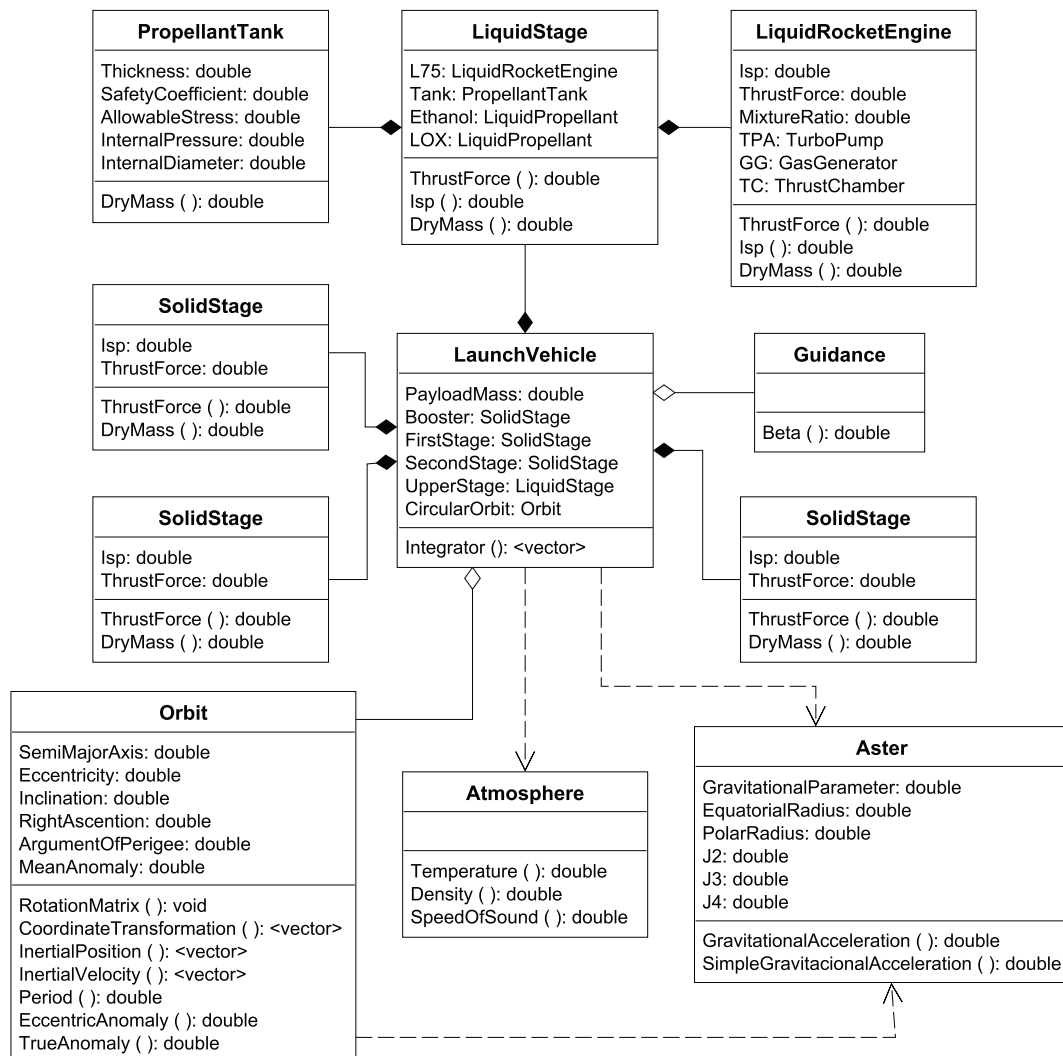 PropellantTank
Thickness: double
SafetyCoefficient: double
AllowableStress: double
InternalPressure: double
InternalDiameter: double
DryMass ( ): double
LiquidStage
L75: LiquidRocketEngine
Tank: PropellantTank
Ethanol: LiquidPropellant
LOX: LiquidPropellant
ThrustForce ( ): double
Isp ( ): double
DryMass ( ): double
LiquidRocketEngine
Isp: double
ThrustForce: double
MixtureRatio: double
TPA: TurboPump
GG: GasGenerator
TC: ThrustChamber
ThrustForce ( ): double
Isp ( ): double
DryMass ( ): double
SolidStage
Isp: double
ThrustForce: double
ThrustForce ( ): double
DryMass ( ): double
LaunchVehicle
PayloadMass: double
Booster: SolidStage
FirstStage: SolidStage
SecondStage: SolidStage
UpperStage: LiquidStage
CircularOrbit: Orbit
Integrator (): <vector>
Guidance
Beta ( ): double
SolidStage
Isp: double
ThrustForce: double
ThrustForce ( ): double
DryMass ( ): double
SolidStage
Isp: double
ThrustForce: double
ThrustForce ( ): double
DryMass ( ): double
Orbit
SemiMajorAxis: double
Eccentricity: double
Inclination: double
RightAscention: double
ArgumentOfPerigee: double
MeanAnomaly: double
RotationMatrix ( ): void
CoordinateTransformation ( ): <vector>
InertialPosition ( ): <vector>
InertialVelocity ( ): <vector>
Period ( ): double
EccentricAnomaly ( ): double
TrueAnomaly ( ): double
Atmosphere
Temperature ( ): double
Density ( ): double
SpeedOfSound ( ): double
Aster
GravitationalParameter: double
EquatorialRadius: double
PolarRadius: double
J2: double
J3: double
J4: double
GravitationalAcceleration ( ): double
SimpleGravitacionalAcceleration ( ): double